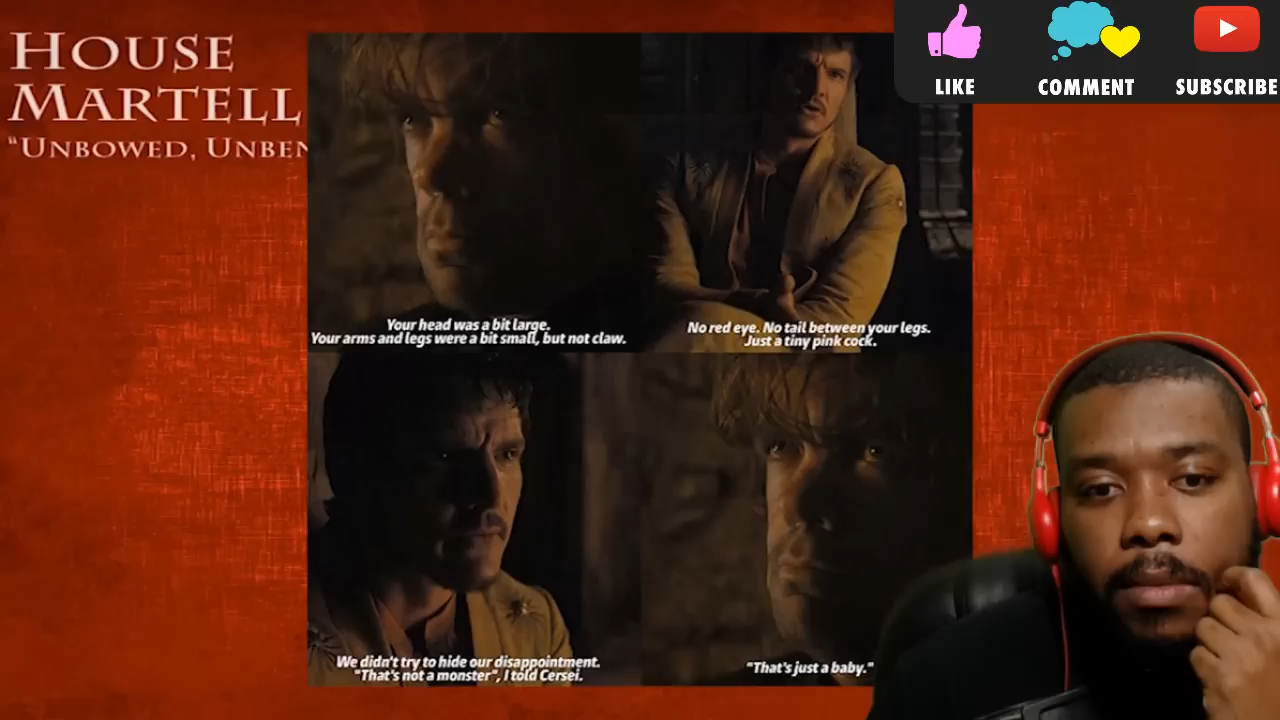 HOUSE
MARTELL
"UNBOWED, UNBEN
LIKE
COMMENT
SUBSCRIBE
Your head was a bit large.
Your arms and legs were a bit small, but not claw.
No red eye. No tail between your legs.
Just a tiny pink cock.
We didn't try to hide our disappointment.
"That's not a monster", I told Cersei.
"That's just a baby."